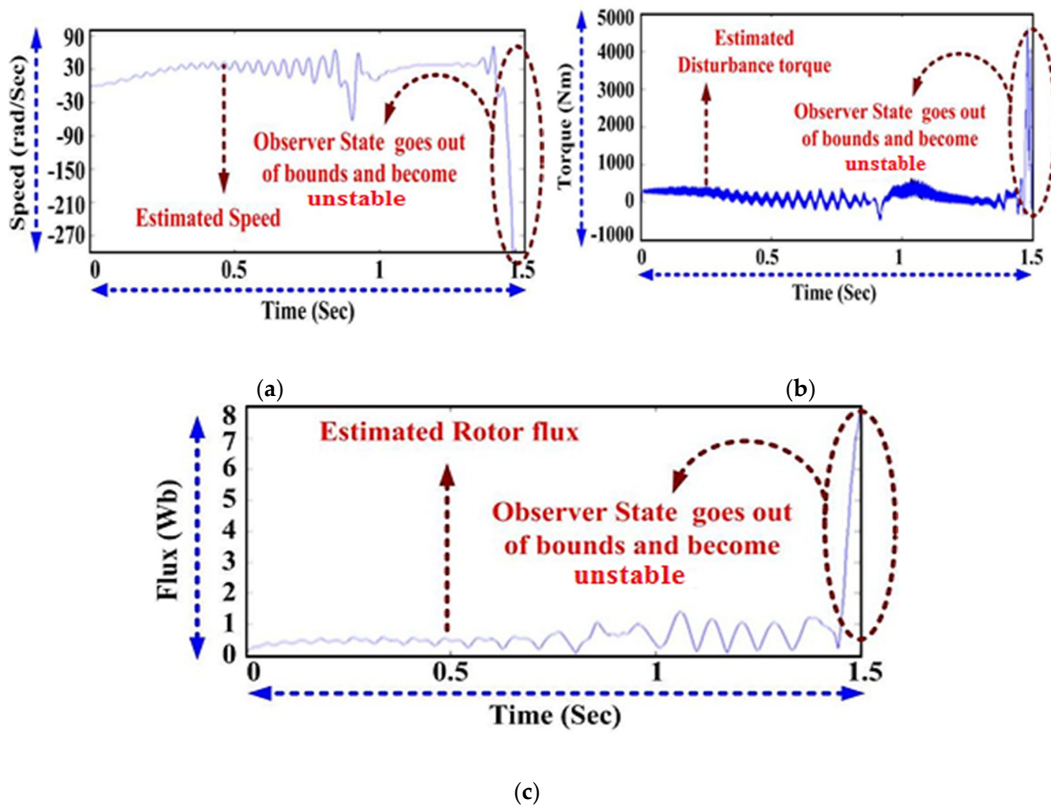 90
30
-30
-90
-150
-210
-270
Speed (rad/Sec)
Observer State goes out
of bounds and become
unstable
Estimated Speed
0 0.5 1 1.5
Time (Sec)
(a)
5000
4000
3000
2000
1000
0
-1000
Torque (Nm)
Estimated
Disturbance torque
Observer State goes out
of bounds and become
unstable
0 0.5 1 1.5
Time (Sec)
(b)
8
7
6
5
4
3
2
1
0
Flux (Wb)
Estimated Rotor flux
Observer State goes out
of bounds and become
unstable
0 0.5 1 1.5
Time (Sec)
(c)